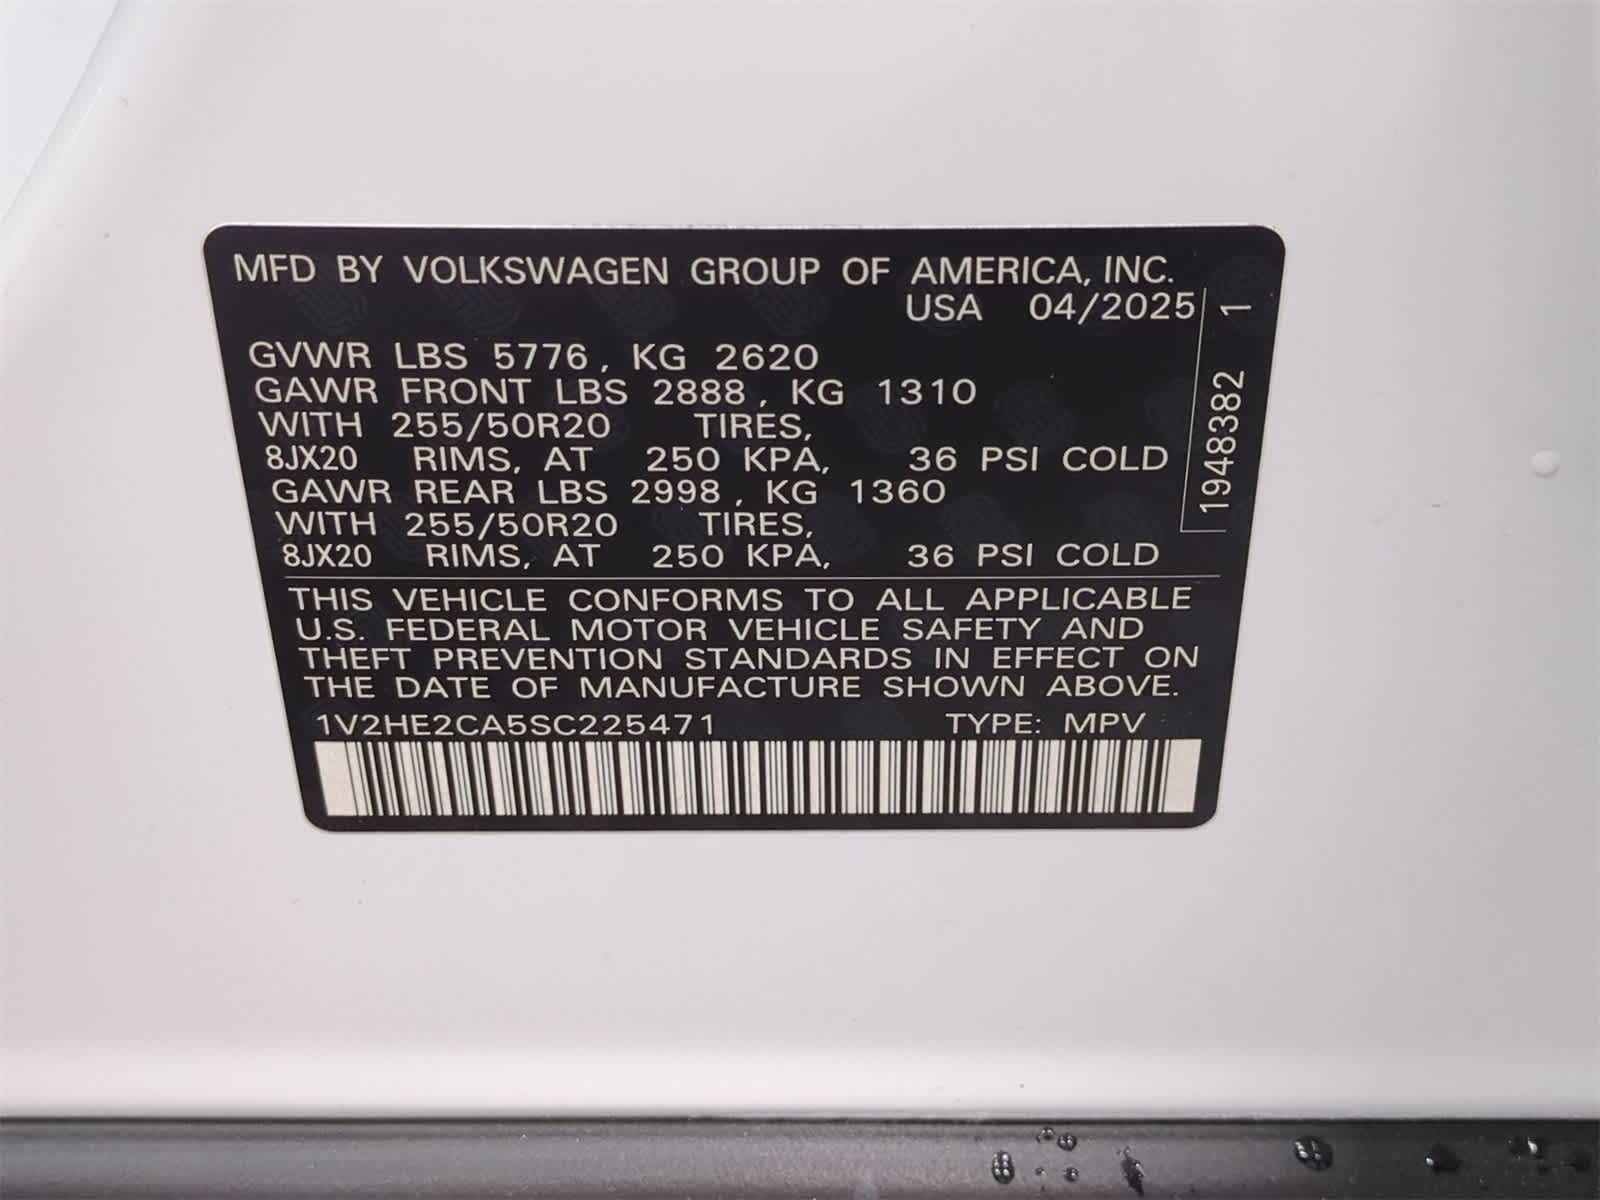 MFD BY VOLKSWAGEN GROUP OF AMERICA, INC.
USA 04/2025
GVWR LBS 5776, KG 2620
GAWR FRONT LBS 2888, KG 1310
WITH 255/50R20 TIRES,
8JX20 RIMS, AT 250 KPA, 36 PSI COLD
GAWR REAR LBS 2998, KG 1360
WITH 255/50R20 TIRES,
8JX20 RIMS, AT 250 KPA, 36 PSI COLD
THIS VEHICLE CONFORMS TO ALL APPLICABLE
U.S. FEDERAL MOTOR VEHICLE SAFETY AND
THEFT PREVENTION STANDARDS IN EFFECT ON
THE DATE OF MANUFACTURE SHOWN ABOVE.
1V2HE2CA5SC225471 TYPE: MPV
1948382 1